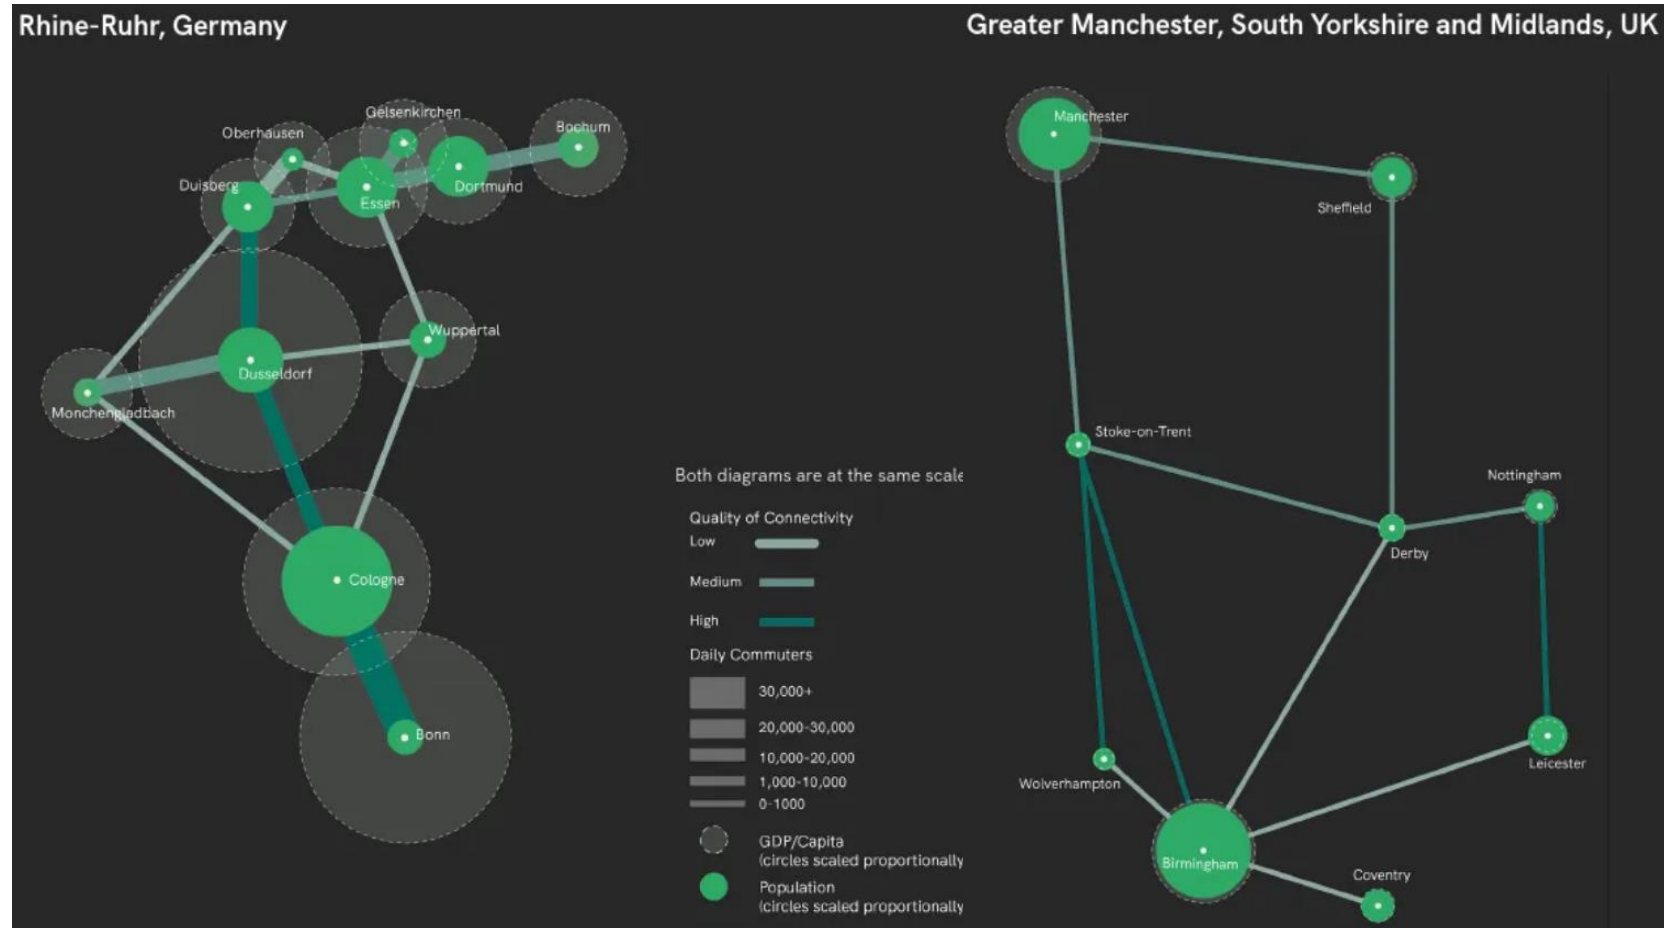 Rhine-Ruhr, Germany
Greater Manchester, South Yorkshire and Midlands, UK
Gelsenkirchen
Oberhausen
Bochum
Duisberg
Dortmund
Essen
Wuppertal
Dusseldorf
Monchengladbach
Cologne
Bonn
Both diagrams are at the same scale
Quality of Connectivity
Low
Medium
High
Daily Commuters
30,000+
20,000-30,000
10,000-20,000
1,000-10,000
0-1000
GDP/Capita
(circles scaled proportionally
Population
(circles scaled proportionally
Manchester
Sheffield
Stoke-on-Trent
Nottingham
Derby
Wolverhampton
Leicester
Birmingham
Coventry